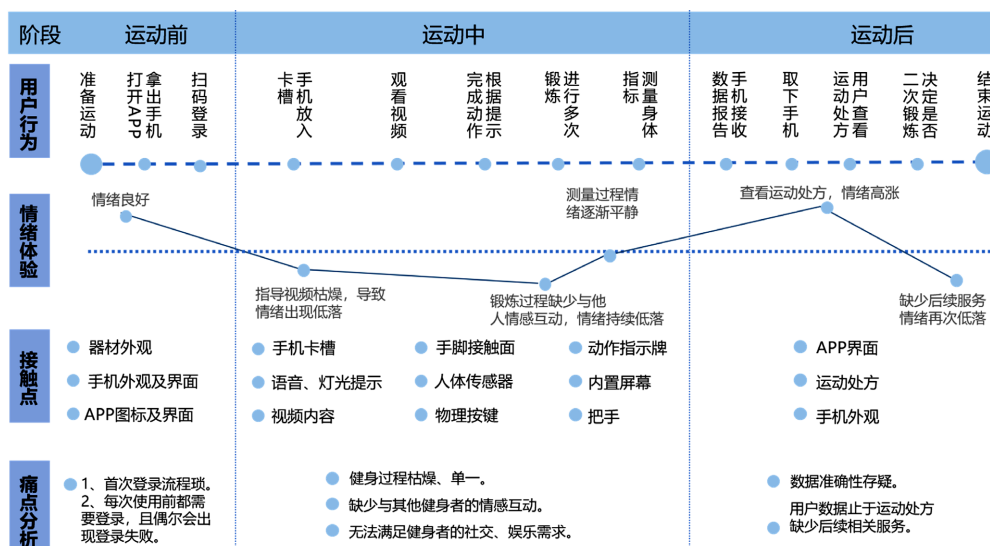 阶段
运动前
运动中
运动后
用户行为
准备运动
拿出手机
打开APP
扫码登录
手机放入
卡槽
观看视频
根据提示
完成动作
进行多次
锻炼
测量身体
指标
手机接收
数据报告
取下手机
用户查看
运动处方
决定是否
二次锻炼
结束运动
情绪体验
情绪良好
指导视频枯燥，导致
情绪出现低落
锻炼过程缺少与他
人情感互动，情绪持续低落
测量过程情
绪逐渐平静
查看运动处方，情绪高涨
缺少后续服务
情绪再次低落
接触点
器材外观
手机外观及界面
APP图标及界面
手机卡槽
语音、灯光提示
视频内容
手脚接触面
人体传感器
物理按键
动作指示牌
内置屏幕
把手
APP界面
运动处方
手机外观
痛点分析
1、首次登录流程琐。
2、每次使用前都需
要登录，且偶尔会出
现登录失败。
健身过程枯燥、单一。
缺少与其他健身者的情感互动。
无法满足健身者的社交、娱乐需求。
数据准确性存疑。
用户数据止于运动处方
缺少后续相关服务。